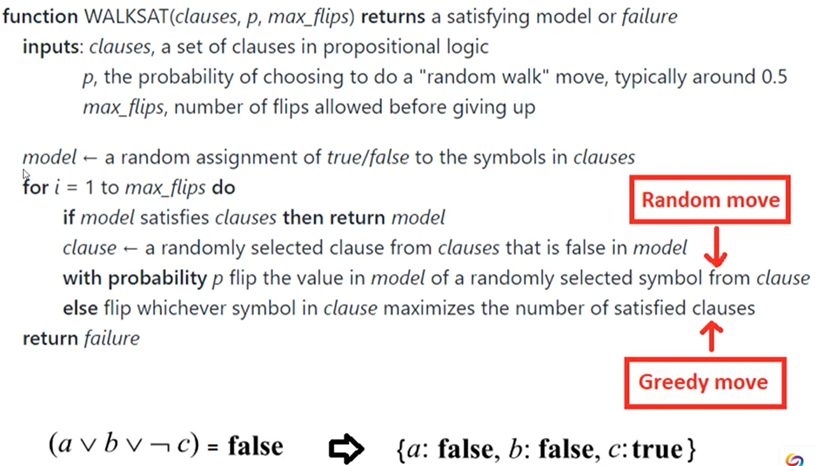 function WALKSAT(clauses, p, max_flips) returns a satisfying model or failure
inputs: clauses, a set of clauses in propositional logic
p, the probability of choosing to do a "random walk" move, typically around 0.5
max_flips, number of flips allowed before giving up
model ← a random assignment of true/false to the symbols in clauses
for i = 1 to max_flips do
Random move
if model satisfies clauses then return model
clause ← a randomly selected clause from clauses that is false in model
with probability p flip the value in model of a randomly selected symbol from clause
else flip whichever symbol in clause maximizes the number of satisfied clauses
return failure
Greedy move
(a ∨ b ∨ ¬ c) = false ⇨ {a: false, b: false, c:true}